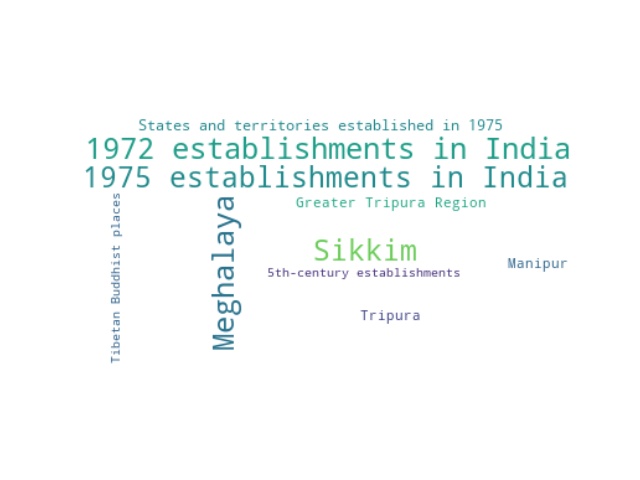 States and territories established in 1975
1972 establishments in India
1975 establishments in India
Tibetan Buddhist places
Meghalaya
Greater Tripura Region
Sikkim
5th-century establishments
Manipur
Tripura